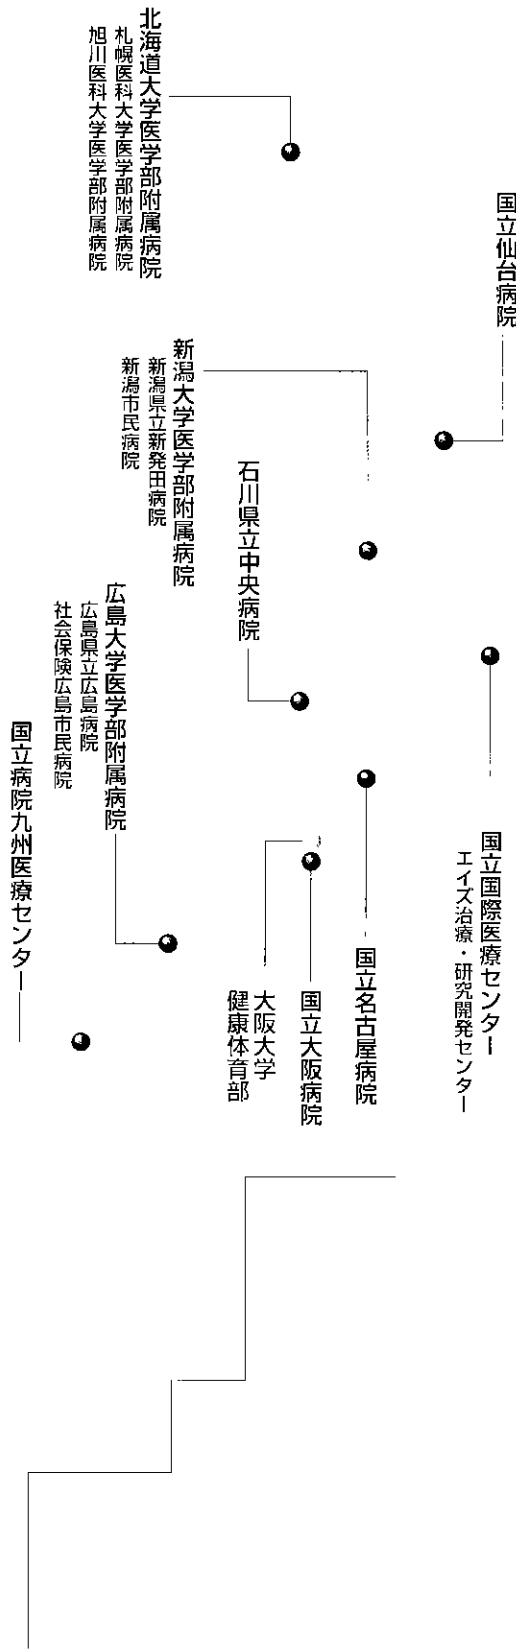 北海道大学医学部附属病院
札幌医科大学医学部附属病院
旭川医科大学医学部附属病院
国立仙台病院
新潟大学医学部附属病院
新潟県立新発田病院
新潟市民病院
石川県立中央病院
広島大学医学部附属病院
広島県立広島病院
社会保険広島市民病院
国立病院九州医療センター
国立国際医療センター
エイズ治療・研究開発センター
国立名古屋病院
国立大阪病院
大阪大学
健康体育部